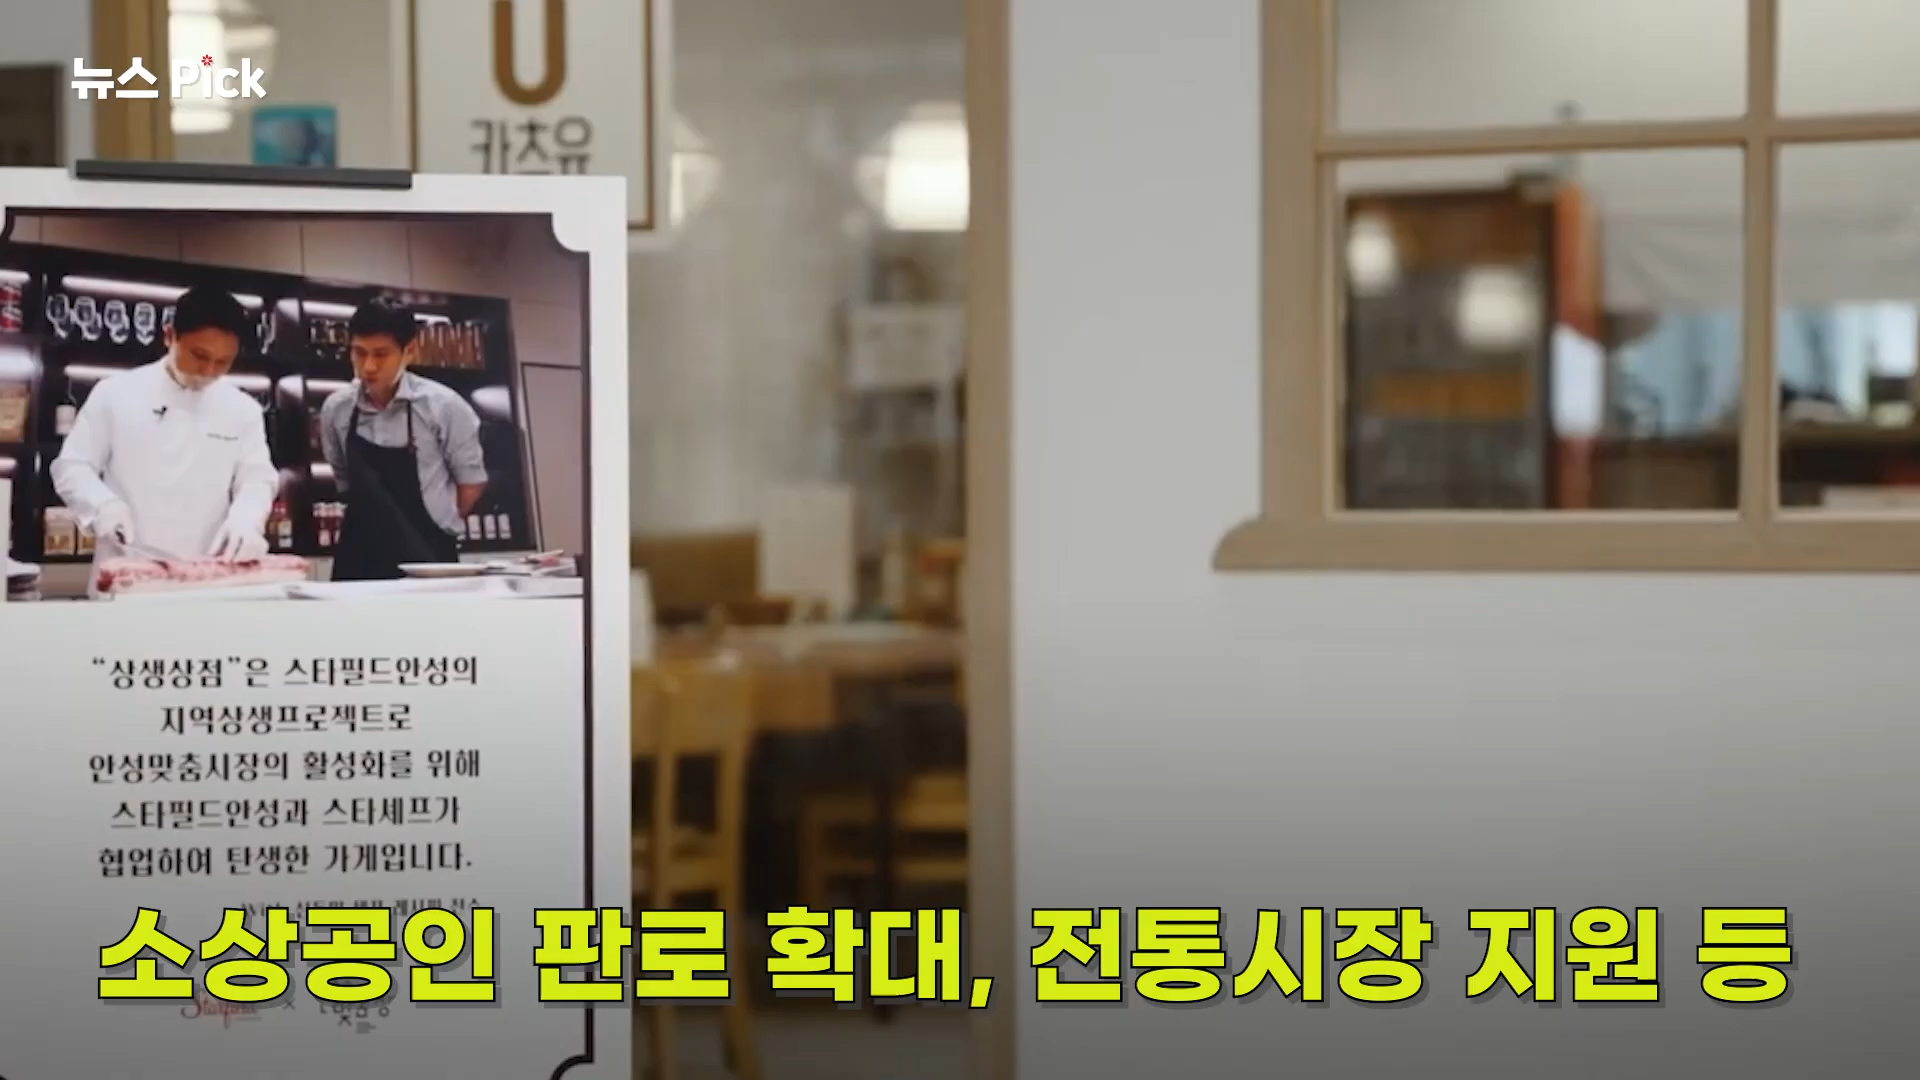 뉴스 Pick
U
카츠유
“상생상점”은 스타필드안성의
지역상생프로젝트로
안성맞춤시장의 활성화를 위해
스타필드안성과 스타셰프가
협업하여 탄생한 가게입니다.
소상공인 판로 확대, 전통시장 지원 등